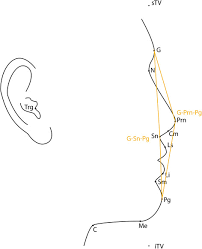 sTV
G
N
Trg
G-Prn-Pg
Prn
Cm
G-Sn-Pg
Sn
Ls
Li
Sm
Pg
Me
C
iTV